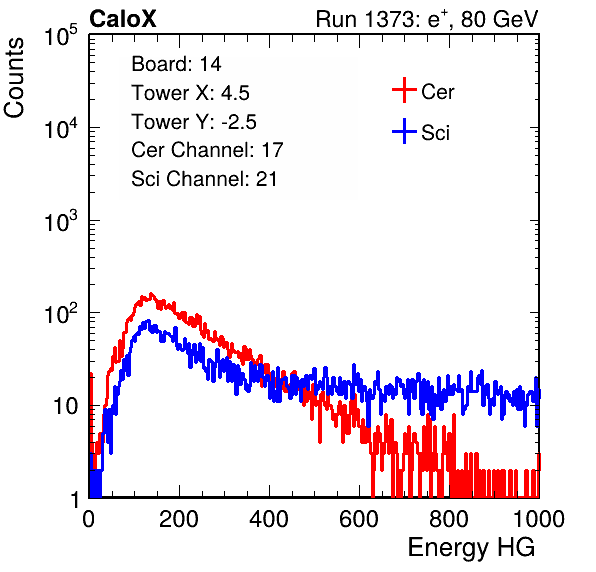 CaloX Run 1373: e⁺, 80 GeV
Counts
Board: 14
Tower X: 4.5
Tower Y: -2.5
Cer Channel: 17
Sci Channel: 21
Cer
Sci
10⁵
10⁴
10³
10²
10
1
0 200 400 600 800 1000
Energy HG